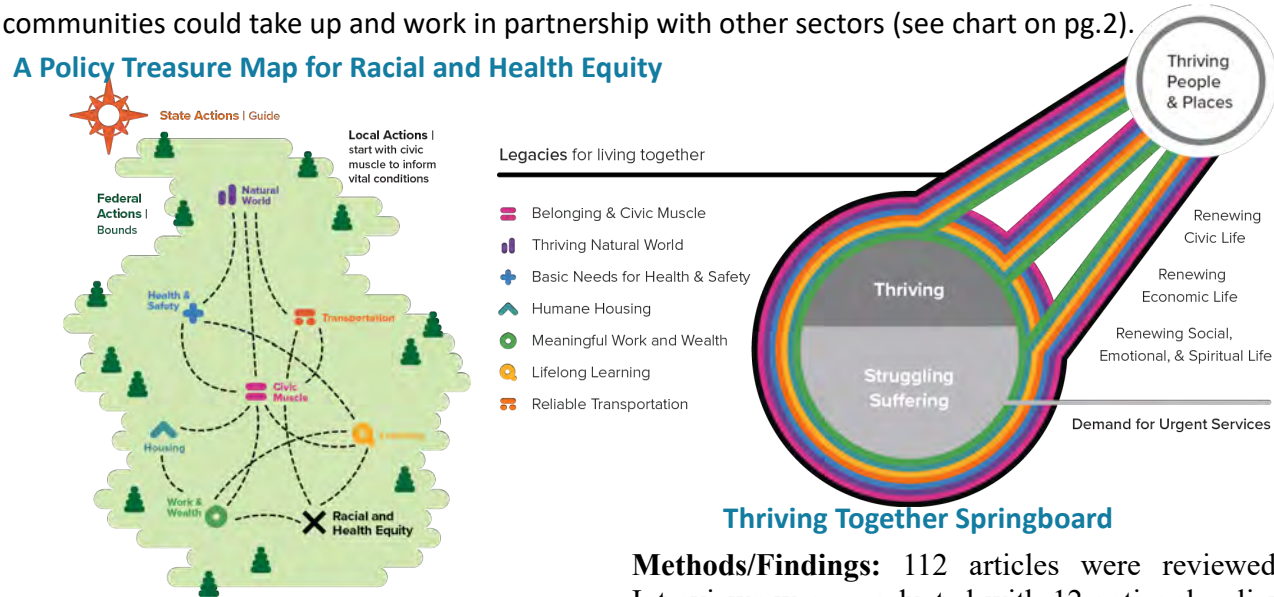 communities could take up and work in partnership with other sectors (see chart on pg.2).
A Policy Treasure Map for Racial and Health Equity
State Actions | Guide
Local Actions |
start with civic
muscle to inform
vital conditions
Federal
Actions |
Bounds
Natural
World
Health &
Safety
Transportation
Civic
Muscle
Housing
Work &
Wealth
Racial and
Health Equity
Legacies for living together
Belonging & Civic Muscle
Thriving Natural World
Basic Needs for Health & Safety
Humane Housing
Meaningful Work and Wealth
Lifelong Learning
Reliable Transportation
Thriving
People
& Places
Thriving
Struggling
Suffering
Renewing
Civic Life
Renewing
Economic Life
Renewing Social,
Emotional, & Spiritual Life
Demand for Urgent Services
Thriving Together Springboard
Methods/Findings: 112 articles were reviewed